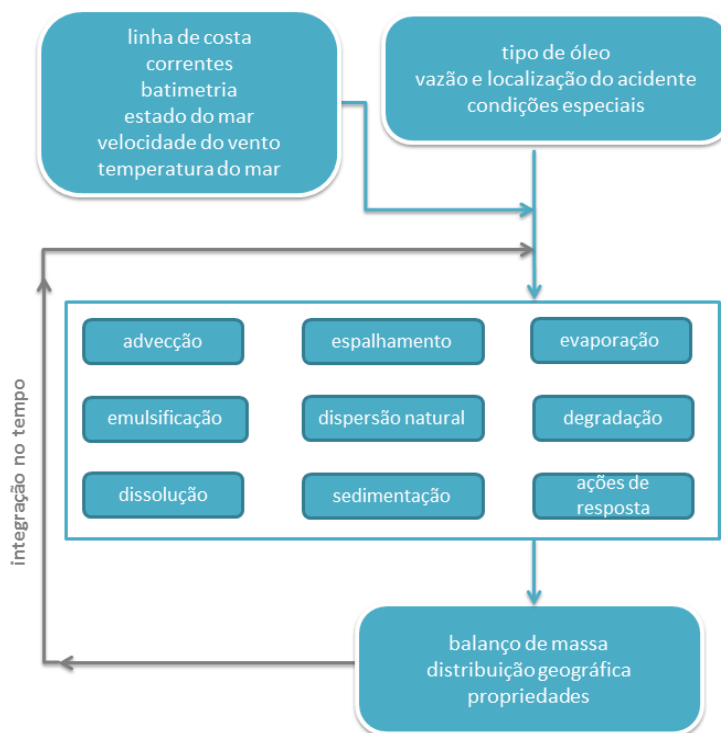 linha de costa
correntes
batimetria
estado do mar
velocidade do vento
temperatura do mar
tipo de óleo
vazão e localização do acidente
condições especiais
advecção
espalhamento
evaporação
emulsificação
dispersão natural
degradação
dissolução
sedimentação
ações de
resposta
integração no tempo
balanço de massa
distribuição geográfica
propriedades